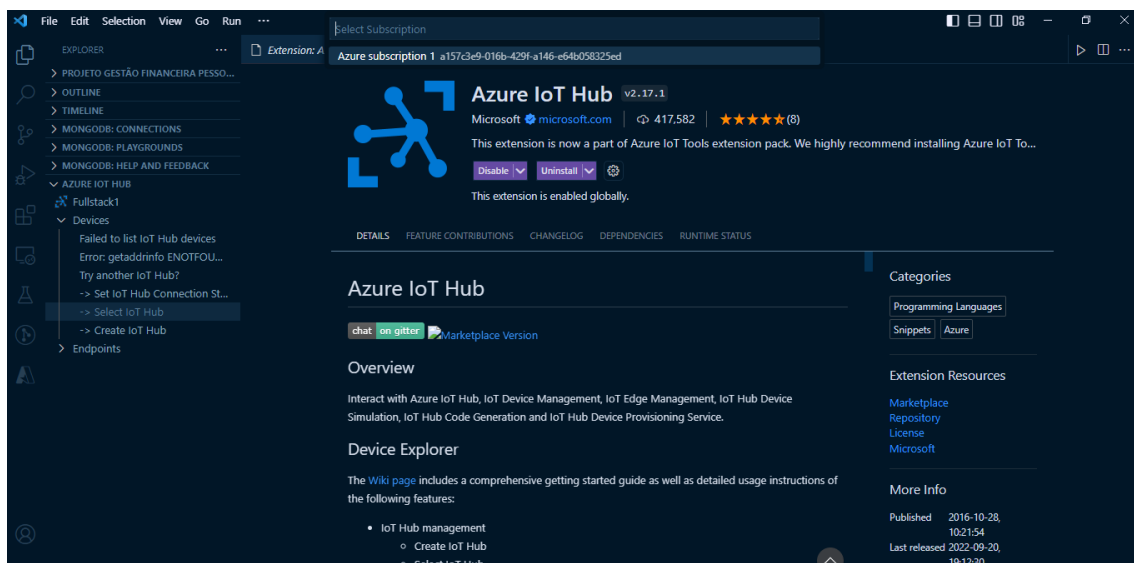 File Edit Selection View Go Run ...
Select Subscription
Azure subscription 1 a157c3e9-016b-429f-a146-e64b058325ed
EXPLORER ...
PROJETO GESTÃO FINANCEIRA PESSO...
OUTLINE
TIMELINE
MONGODB: CONNECTIONS
MONGODB: PLAYGROUNDS
MONGODB: HELP AND FEEDBACK
AZURE IOT HUB
Fullstack1
Devices
Failed to list IoT Hub devices
Error: getaddrinfo ENOTFOU...
Try another IoT Hub?
-> Set IoT Hub Connection St...
-> Select IoT Hub
-> Create IoT Hub
Endpoints
Extension: A
Azure IoT Hub v2.17.1
Microsoft microsoft.com 417,582 (8)
This extension is now a part of Azure IoT Tools extension pack. We highly recommend installing Azure IoT To...
Disable Uninstall
This extension is enabled globally.
DETAILS FEATURE CONTRIBUTIONS CHANGELOG DEPENDENCIES RUNTIME STATUS
Azure IoT Hub
chat on gitter Marketplace Version
Overview
Interact with Azure IoT Hub, IoT Device Management, IoT Edge Management, IoT Hub Device
Simulation, IoT Hub Code Generation and IoT Hub Device Provisioning Service.
Device Explorer
The Wiki page includes a comprehensive getting started guide as well as detailed usage instructions of
the following features:
• IoT Hub management
Create IoT Hub
Select IoT Hub
Categories
Programming Languages
Snippets Azure
Extension Resources
Marketplace
Repository
License
Microsoft
More Info
Published 2016-10-28,
10:21:54
Last released 2022-09-20,
19:12:30